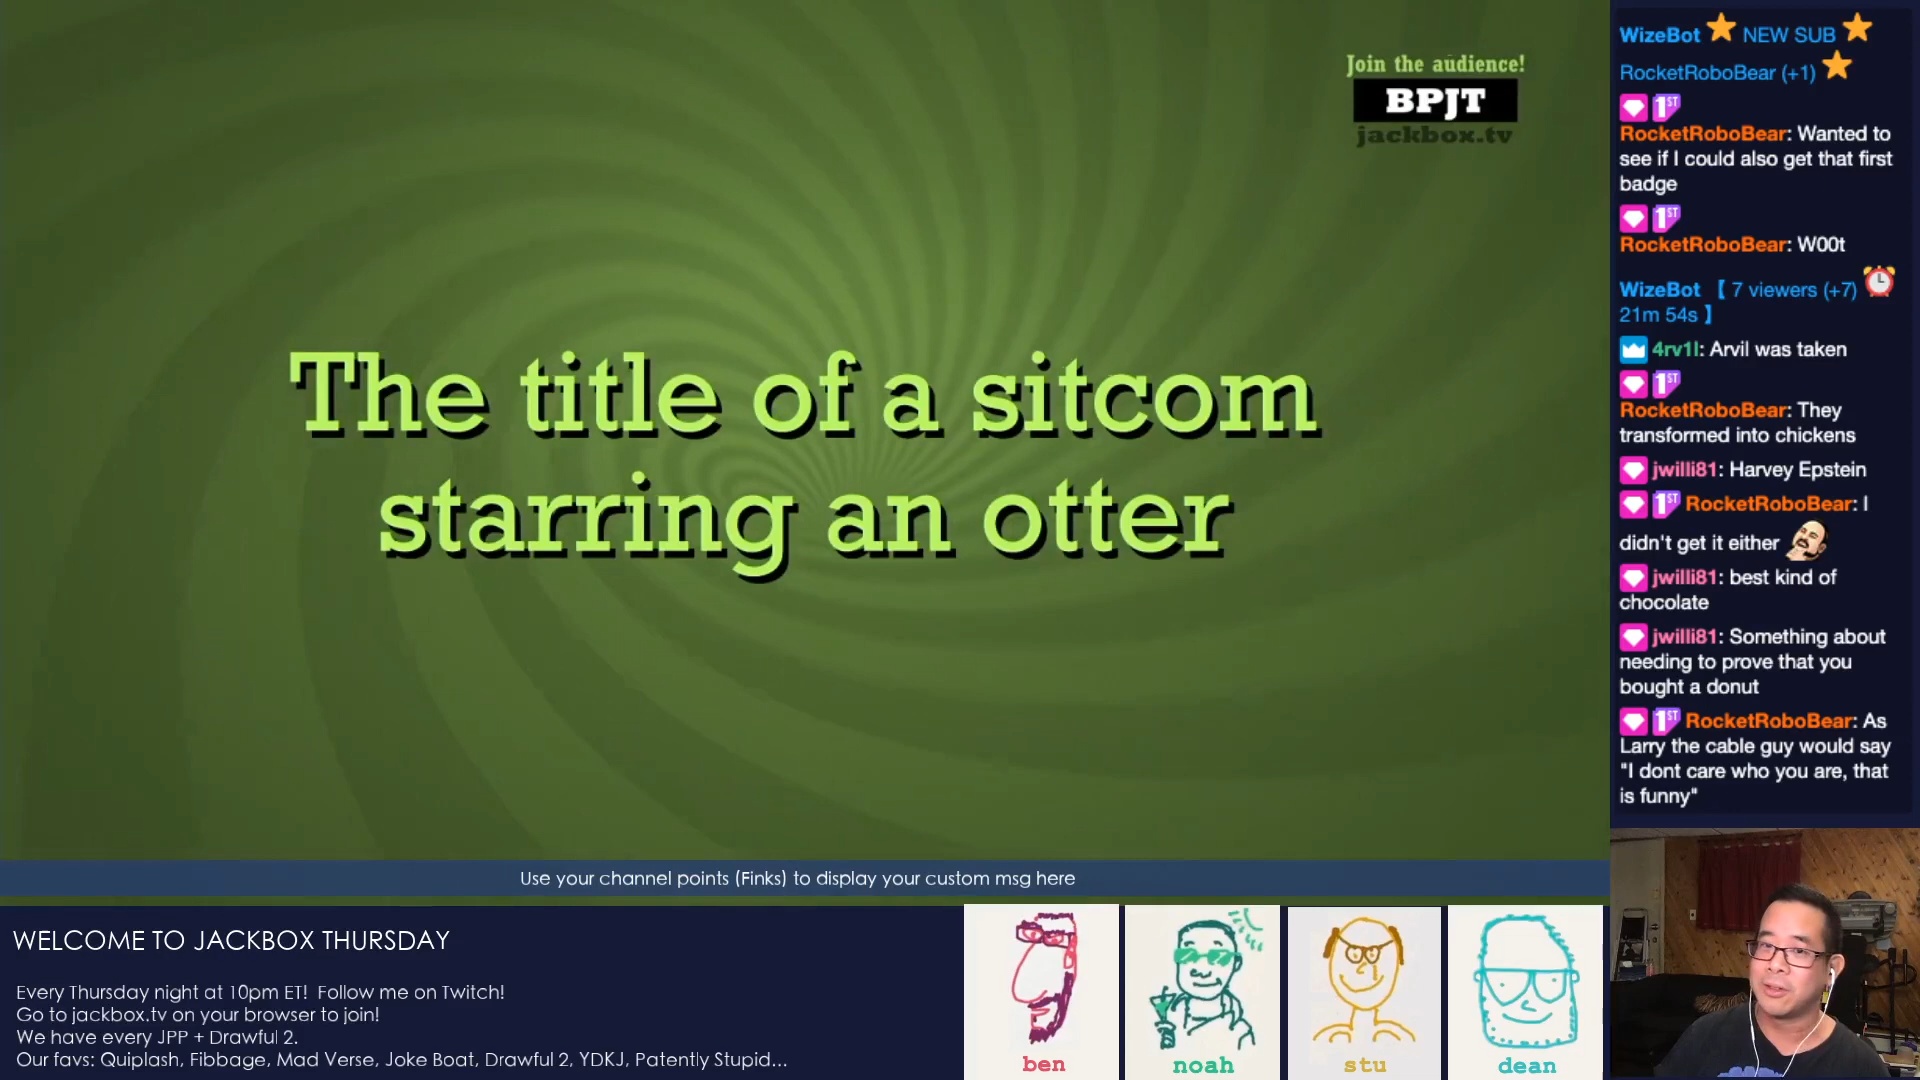 Join the audience!
BPJT
jackbox.tv
The title of a sitcom
starring an otter
Use your channel points (Finks) to display your custom msg here
WELCOME TO JACKBOX THURSDAY
Every Thursday night at 10pm ET!  Follow me on Twitch!
Go to jackbox.tv on your browser to join!
We have every JPP + Drawful 2.
Our favs: Quiplash, Fibbage, Mad Verse, Joke Boat, Drawful 2, YDKJ, Patently Stupid...
ben
noah
stu
dean
WizeBot NEW SUB
RocketRoboBear (+1)
1ST
RocketRoboBear: Wanted to
see if I could also get that first
badge
1ST
RocketRoboBear: W00t
WizeBot 【 7 viewers (+7)
21m 54s 】
4rv1l: Arvil was taken
1ST
RocketRoboBear: They
transformed into chickens
jwilli81: Harvey Epstein
1ST RocketRoboBear: I
didn't get it either
jwilli81: best kind of
chocolate
jwilli81: Something about
needing to prove that you
bought a donut
1ST RocketRoboBear: As
Larry the cable guy would say
"I dont care who you are, that
is funny"